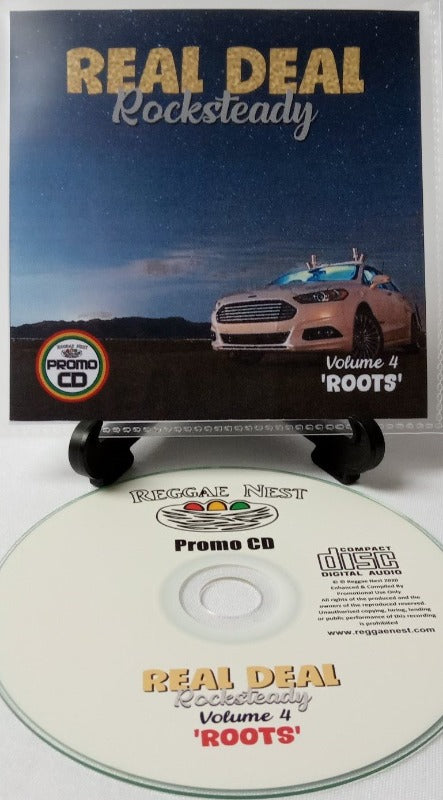 REAL DEAL
Rocksteady
REGGAE NEST
PROMO
CD
Volume 4
'ROOTS'
REGGAE NEST
Promo CD
COMPACT
disc
DIGITAL AUDIO
© ℗ Reggae Nest 2020
Enhanced & Compiled By
Promotional Use Only
All rights of the produced and the
owners of the reproduced reserved.
Unauthorised copying, hiring, lending
or public performance of this recording
is prohibited
www.reggaenest.com
REAL DEAL
Rocksteady
Volume 4
'ROOTS'